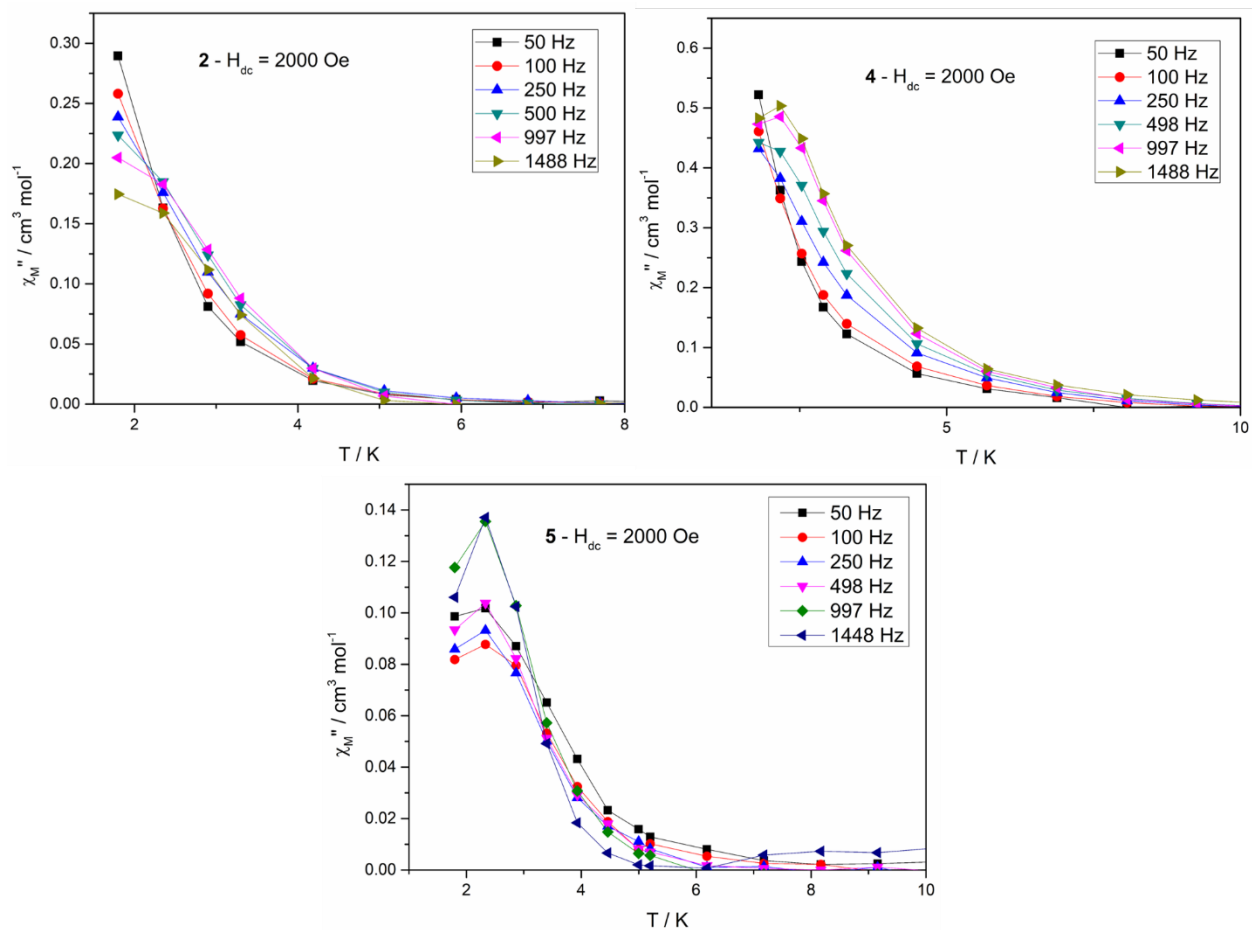 2 - Hdc = 2000 Oe
50 Hz
100 Hz
250 Hz
500 Hz
997 Hz
1488 Hz
0.30
0.25
0.20
0.15
0.10
0.05
0.00
χM'' / cm³ mol⁻¹
2
4
6
8
T / K
4 - Hdc = 2000 Oe
50 Hz
100 Hz
250 Hz
498 Hz
997 Hz
1488 Hz
0.6
0.5
0.4
0.3
0.2
0.1
0.0
χM'' / cm³ mol⁻¹
5
10
T / K
5 - Hdc = 2000 Oe
50 Hz
100 Hz
250 Hz
498 Hz
997 Hz
1448 Hz
0.14
0.12
0.10
0.08
0.06
0.04
0.02
0.00
χM'' / cm³ mol⁻¹
2
4
6
8
10
T / K